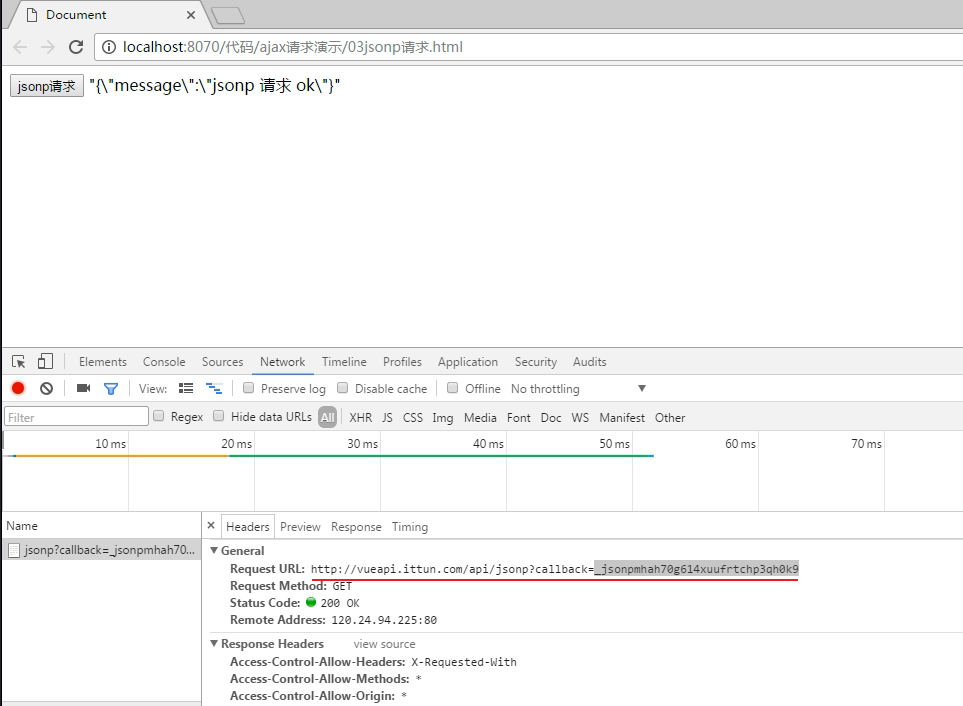 Document
localhost:8070/代码/ajax请求演示/03jsonp请求.html
jsonp请求 "{\"message\":\"jsonp 请求 ok\"}"
Elements Console Sources Network Timeline Profiles Application Security Audits
View: Preserve log Disable cache Offline No throttling
Filter Regex Hide data URLs All XHR JS CSS Img Media Font Doc WS Manifest Other
10 ms 20 ms 30 ms 40 ms 50 ms 60 ms 70 ms
Name Headers Preview Response Timing
jsonp?callback=_jsonpmhah70...
General
Request URL: http://vueapi.ittun.com/api/jsonp?callback=_jsonpmhah70g614xuufrtchp3qh0k9
Request Method: GET
Status Code: 200 OK
Remote Address: 120.24.94.225:80
Response Headers view source
Access-Control-Allow-Headers: X-Requested-With
Access-Control-Allow-Methods: *
Access-Control-Allow-Origin: *